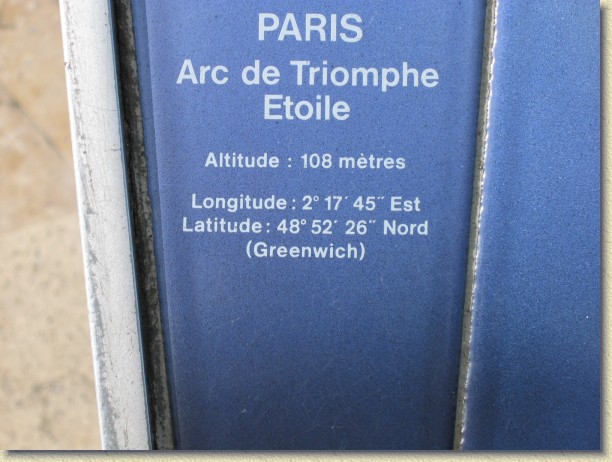 PARIS
Arc de Triomphe
Etoile
Altitude : 108 mètres
Longitude : 2° 17′ 45″ Est
Latitude : 48° 52′ 26″ Nord
(Greenwich)